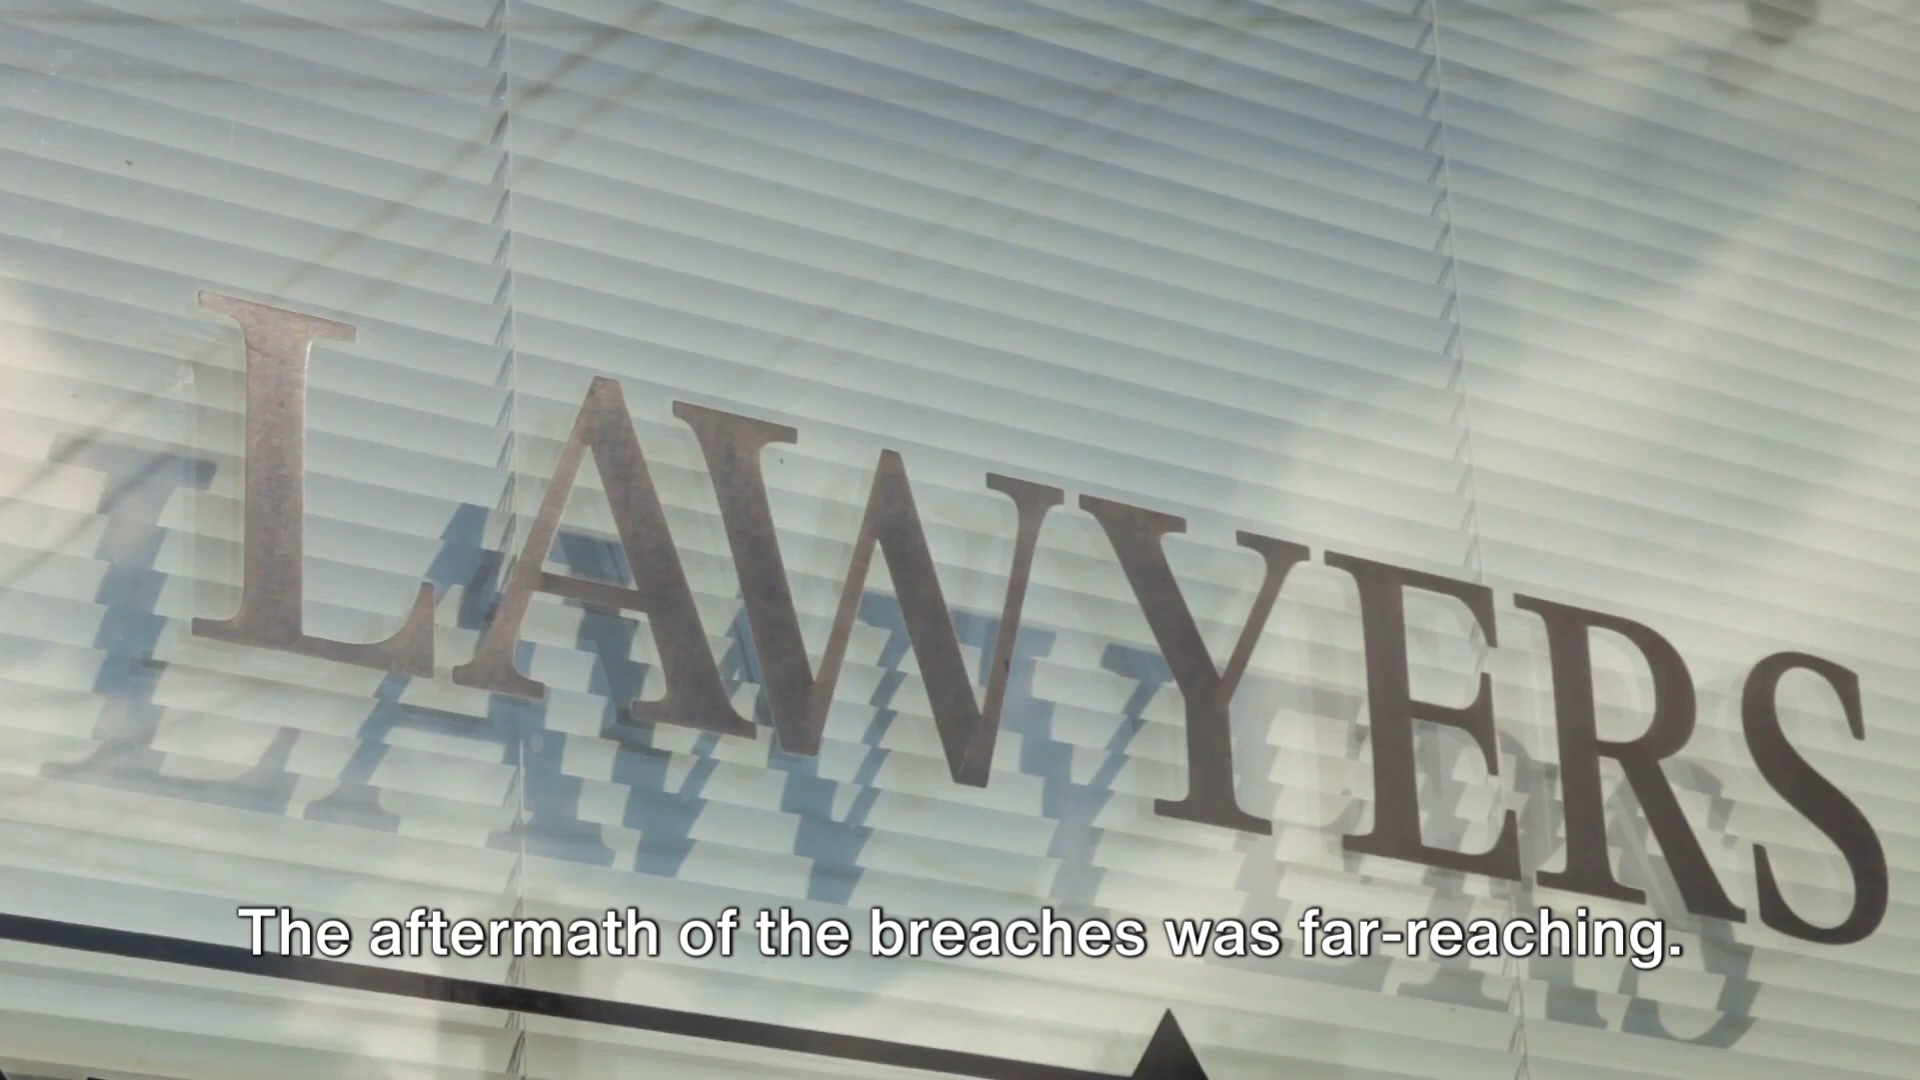 LAWYERS
The aftermath of the breaches was far-reaching.